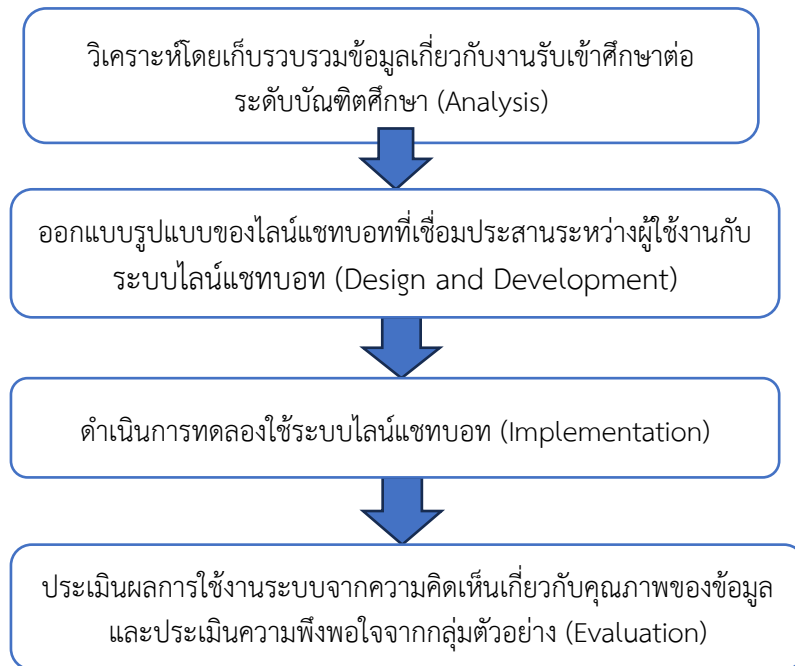 วิเคราะห์โดยเก็บรวบรวมข้อมูลเกี่ยวกับงานรับเข้าศึกษาต่อ
ระดับบัณฑิตศึกษา (Analysis)
ออกแบบรูปแบบของไลน์แชทบอทที่เชื่อมประสานระหว่างผู้ใช้งานกับ
ระบบไลน์แชทบอท (Design and Development)
ดำเนินการทดลองใช้ระบบไลน์แชทบอท (Implementation)
ประเมินผลการใช้งานระบบจากความคิดเห็นเกี่ยวกับคุณภาพของข้อมูล
และประเมินความพึงพอใจจากกลุ่มตัวอย่าง (Evaluation)